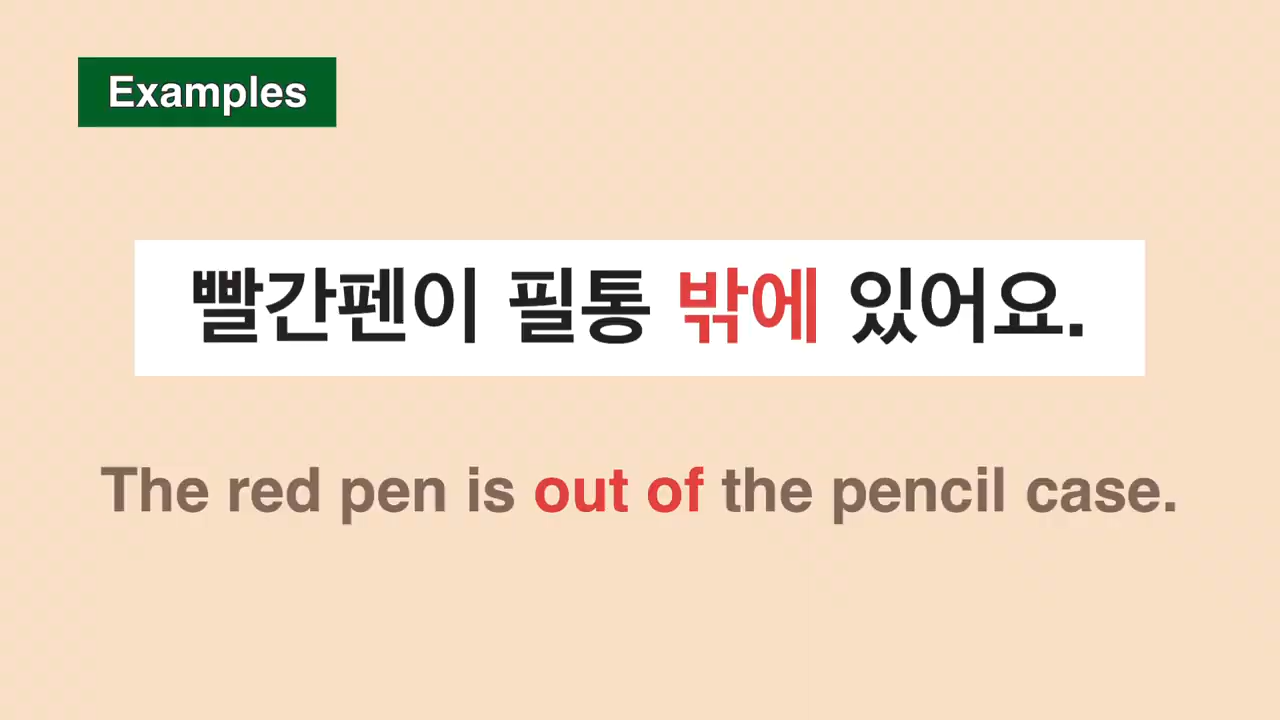 Examples
빨간펜이 필통 밖에 있어요.
The red pen is out of the pencil case.